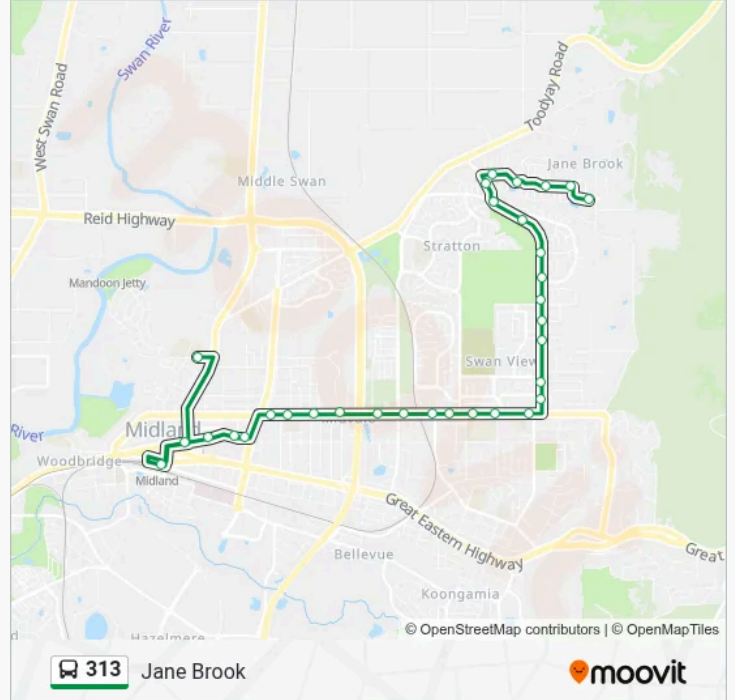 Swan River
West Swan Road
Toodyay Road
Jane Brook
Middle Swan
Reid Highway
Stratton
Mandoon Jetty
Swan View
River
Midland
Woodbridge
Midland
Great Eastern Highway
Great
Bellevue
Koongamia
© OpenStreetMap contributors | © OpenMapTiles
d
Hazelmere
313 Jane Brook
moovit